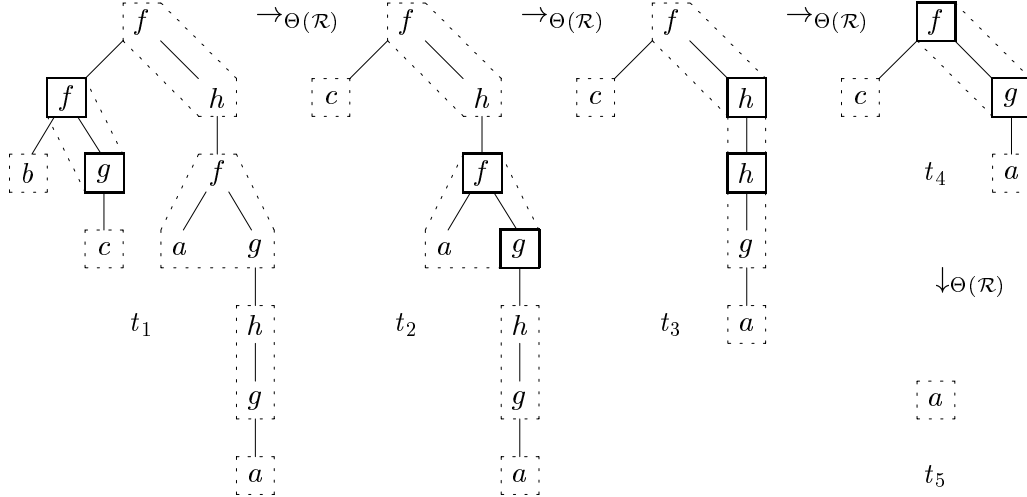 f →Θ(R) f →Θ(R) f →Θ(R) f
f h c h c h c g
b g f f h t₄ a
c a g a g g ↓Θ(R)
t₁ h t₂ h t₃ a
g g a
a a t₅